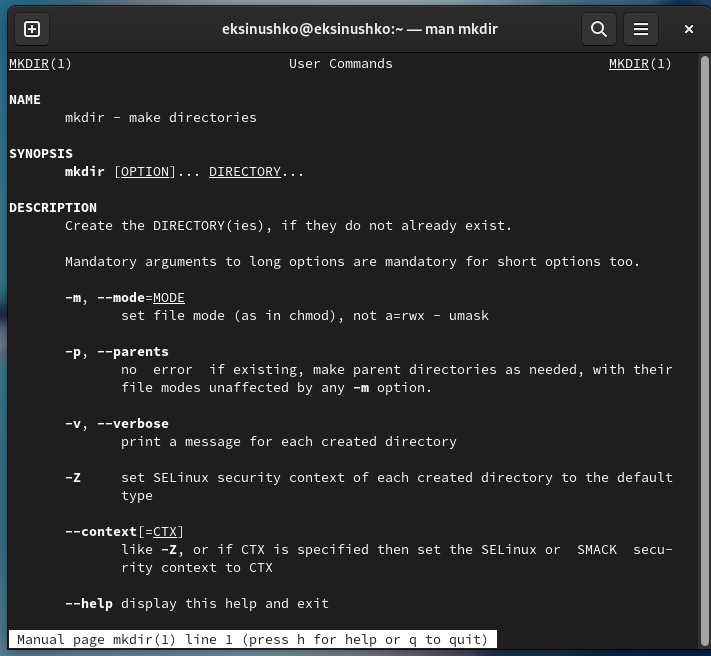 eksinushko@eksinushko:~ — man mkdir
MKDIR(1) User Commands MKDIR(1)
NAME
mkdir - make directories
SYNOPSIS
mkdir [OPTION]... DIRECTORY...
DESCRIPTION
Create the DIRECTORY(ies), if they do not already exist.
Mandatory arguments to long options are mandatory for short options too.
-m, --mode=MODE
set file mode (as in chmod), not a=rwx - umask
-p, --parents
no error if existing, make parent directories as needed, with their
file modes unaffected by any -m option.
-v, --verbose
print a message for each created directory
-Z set SELinux security context of each created directory to the default
type
--context[=CTX]
like -Z, or if CTX is specified then set the SELinux or SMACK secu-
rity context to CTX
--help display this help and exit
Manual page mkdir(1) line 1 (press h for help or q to quit)